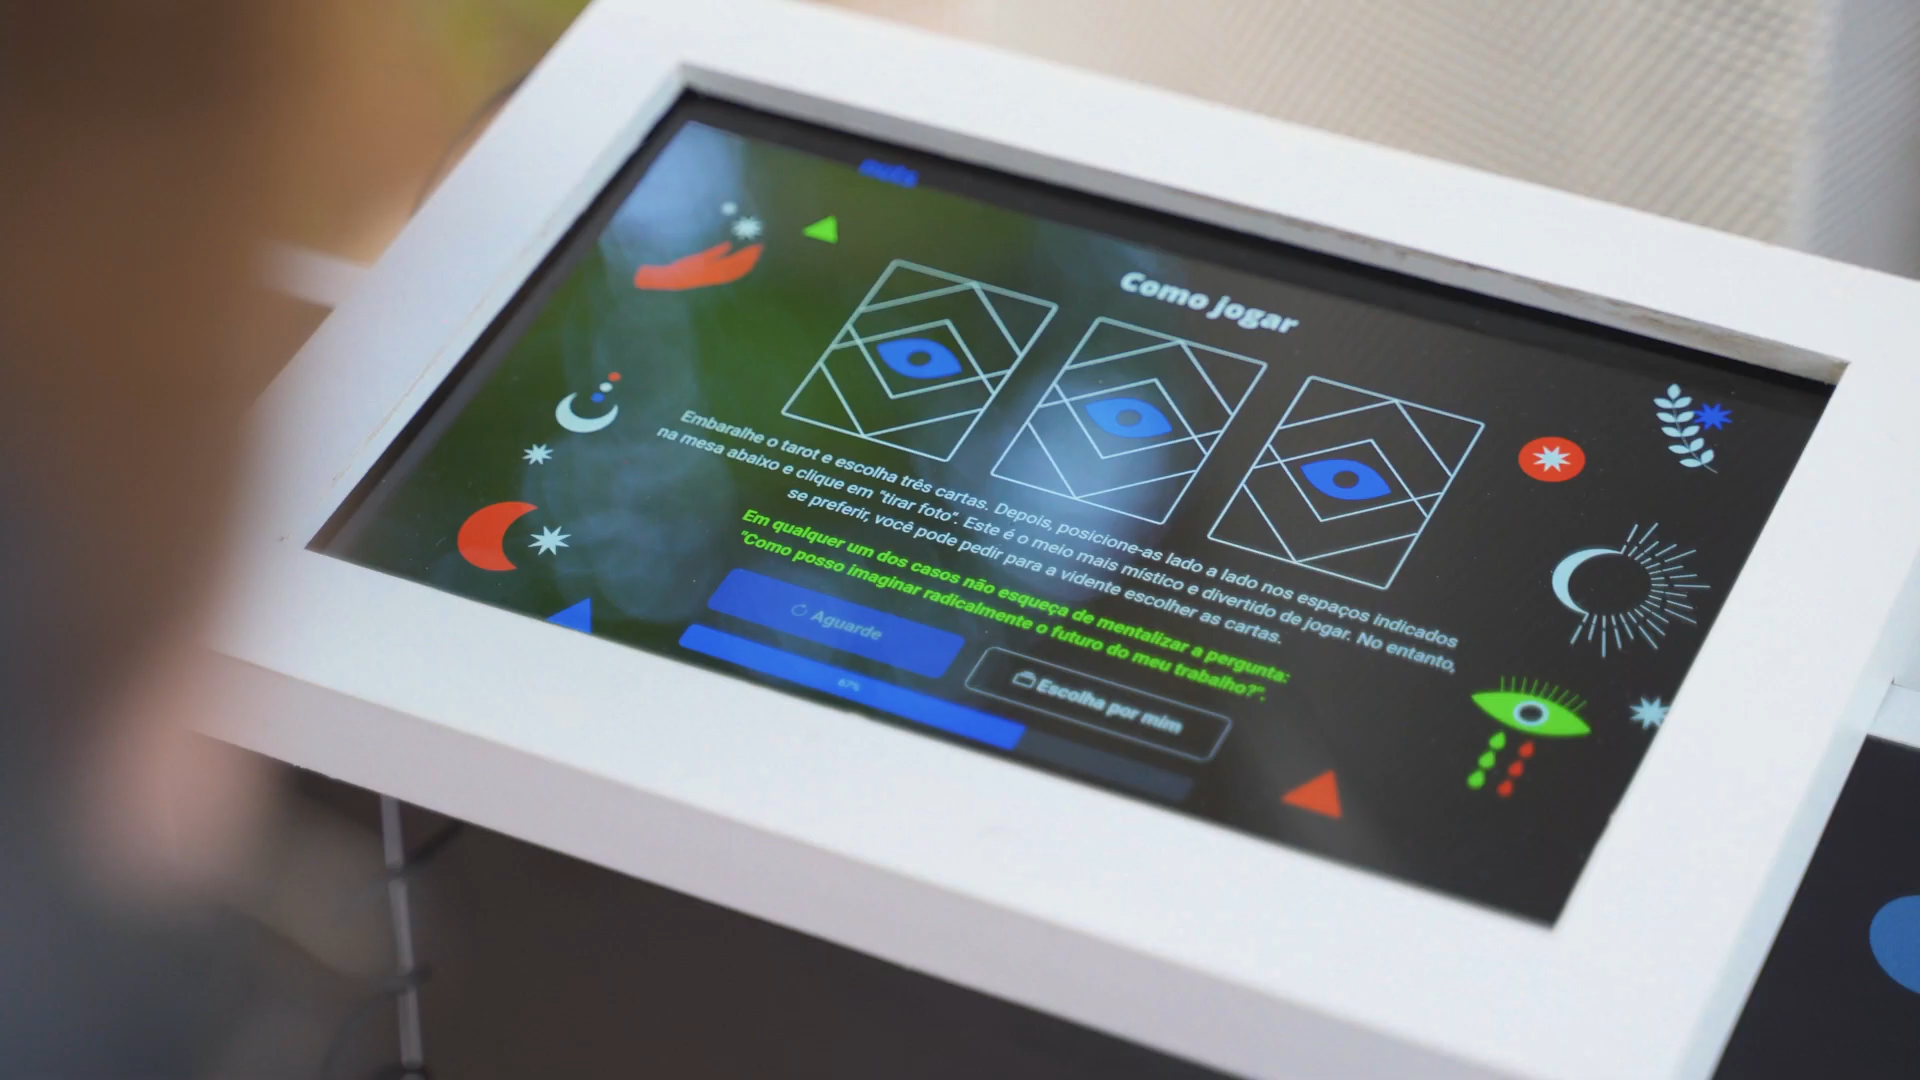 Como jogar
Embaralhe o tarot e escolha três cartas. Depois, posicione-as lado a lado nos espaços indicados
na mesa abaixo e clique em "tirar foto". Este é o meio mais místico e divertido de jogar. No entanto,
se preferir, você pode pedir para a vidente escolher as cartas.
Em qualquer um dos casos não esqueça de mentalizar a pergunta:
"Como posso imaginar radicalmente o futuro do meu trabalho?".
Aguarde
Escolha por mim
67%